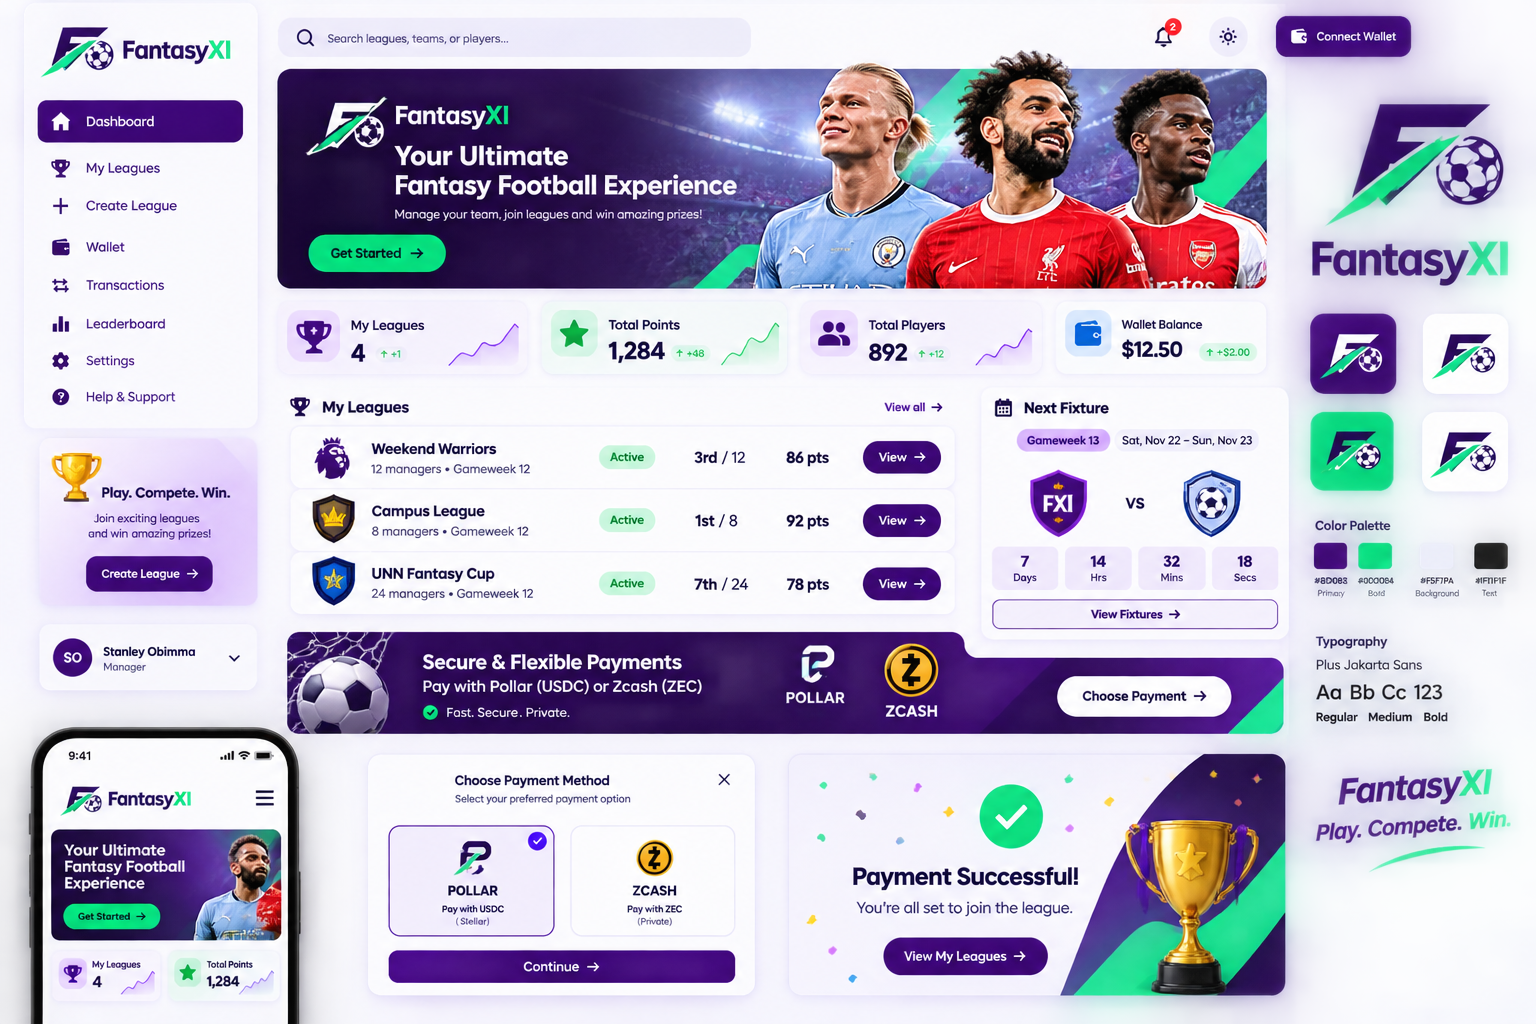 FantasyXI
Dashboard
My Leagues
Create League
Wallet
Transactions
Leaderboard
Settings
Help & Support
Play. Compete. Win.
Join exciting leagues
and win amazing prizes!
Create League →
SO
Stanley Obimma
Manager
Search leagues, teams, or players...
2
Connect Wallet
FantasyXI
Your Ultimate
Fantasy Football Experience
Manage your team, join leagues and win amazing prizes!
Get Started →
My Leagues
4 ↑ +1
Total Points
1,284 ↑ +48
Total Players
892 ↑ +12
Wallet Balance
$12.50 ↑ +$2.00
My Leagues
View all →
Weekend Warriors
12 managers • Gameweek 12
Active
3rd / 12
86 pts
View →
Campus League
8 managers • Gameweek 12
Active
1st / 8
92 pts
View →
UNN Fantasy Cup
24 managers • Gameweek 12
Active
7th / 24
78 pts
View →
Next Fixture
Gameweek 13
Sat, Nov 22 – Sun, Nov 23
FXI
VS
7
Days
14
Hrs
32
Mins
18
Secs
View Fixtures →
Secure & Flexible Payments
Pay with Pollar (USDC) or Zcash (ZEC)
Fast. Secure. Private.
POLLAR
ZCASH
Choose Payment →
9:41
FantasyXI
Your Ultimate
Fantasy Football
Experience
Get Started →
My Leagues
4
Total Points
1,284
Choose Payment Method
Select your preferred payment option
POLLAR
Pay with USDC
(Stellar)
ZCASH
Pay with ZEC
(Private)
Continue →
Payment Successful!
You're all set to join the league.
View My Leagues →
FantasyXI
Color Palette
Primary
#F5F7PA
Background
Text
Typography
Plus Jakarta Sans
Aa Bb Cc 123
Regular Medium Bold
FantasyXI
Play. Compete. Win.